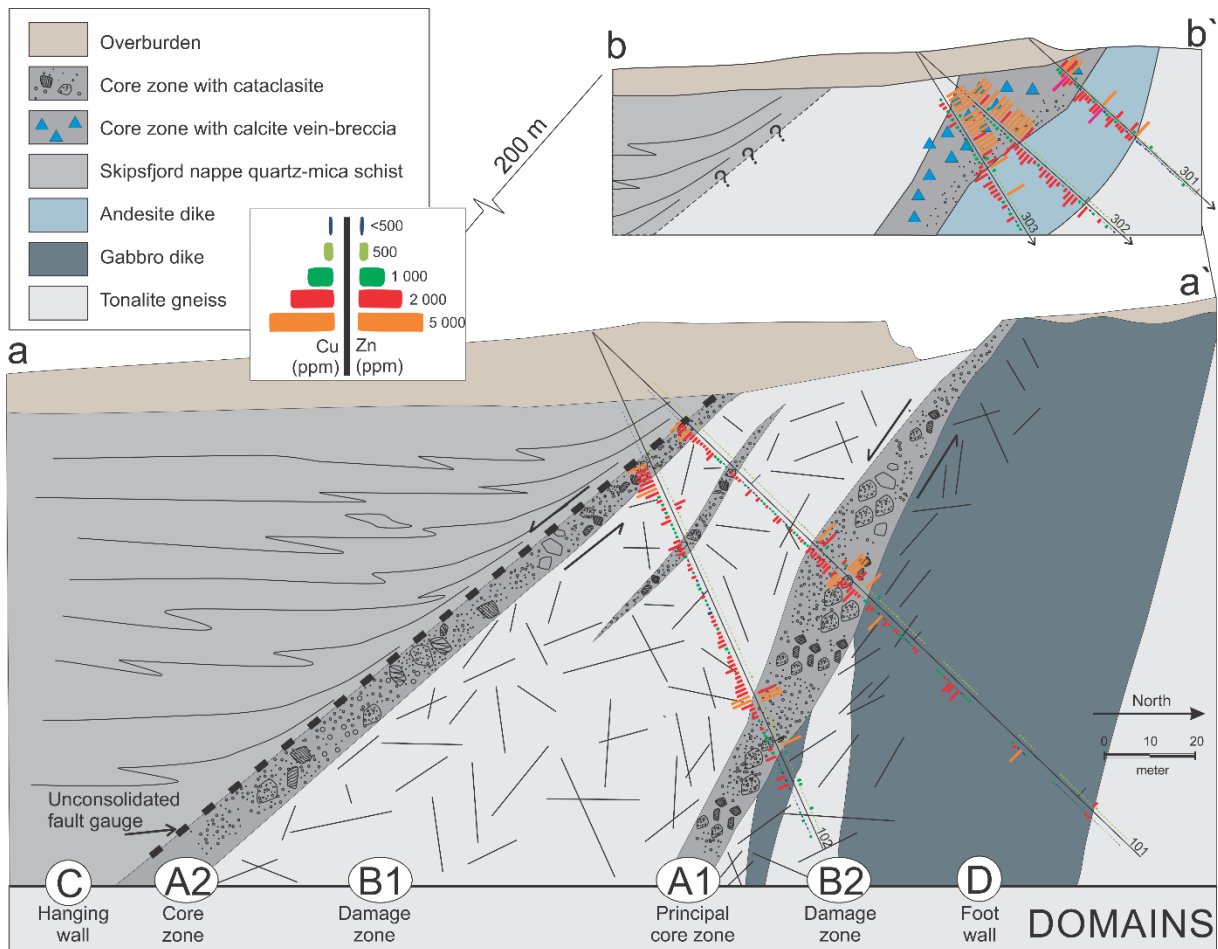 Overburden
Core zone with cataclasite
Core zone with calcite vein-breccia
Skipsfjord nappe quartz-mica schist
Andesite dike
Gabbro dike
Tonalite gneiss
<500
500
1 000
2 000
5 000
Cu
(ppm)
Zn
(ppm)
200 m
b
b`
? ? ?
301
302
303
a
a`
North
0 10 20
meter
101
102
Unconsolidated
fault gauge
C
Hanging
wall
A2
Core
zone
B1
Damage
zone
A1
Principal
core zone
B2
Damage
zone
D
Foot
wall
DOMAINS